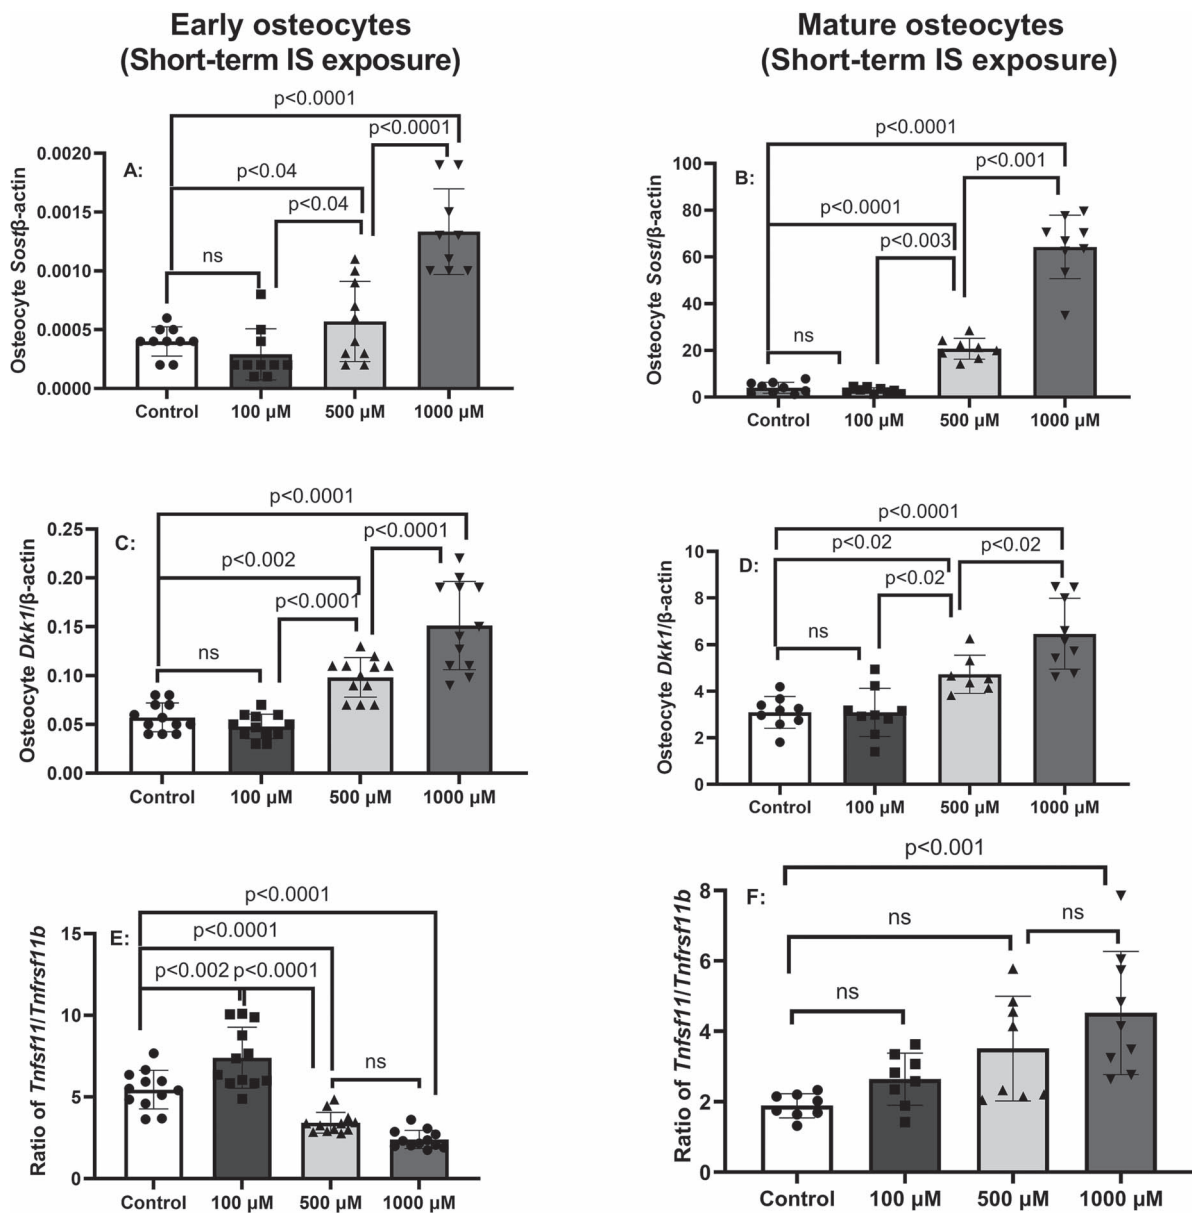 Early osteocytes
(Short-term IS exposure)
Mature osteocytes
(Short-term IS exposure)
A:
Osteocyte Sostβ-actin
0.0020
0.0015
0.0010
0.0005
0.0000
p<0.0001
p<0.0001
p<0.04
p<0.04
ns
Control
100 µM
500 µM
1000 µM
B:
Osteocyte Sost/β-actin
100
80
60
40
20
0
p<0.0001
p<0.001
p<0.0001
p<0.003
ns
Control
100 µM
500 µM
1000 µM
C:
Osteocyte Dkk1/β-actin
0.25
0.20
0.15
0.10
0.05
0.00
p<0.0001
p<0.0001
p<0.002
p<0.0001
ns
Control
100 µM
500 µM
1000 µM
D:
Osteocyte Dkk1/β-actin
10
8
6
4
2
0
p<0.0001
p<0.02
p<0.02
p<0.02
ns
Control
100 µM
500 µM
1000 µM
E:
Ratio of Tnfsf11/Tnfrsf11b
15
10
5
0
p<0.0001
p<0.0001
p<0.002
p<0.0001
ns
Control
100 µM
500 µM
1000 µM
F:
Ratio of Tnfsf11/Tnfrsf11b
8
6
4
2
0
p<0.001
ns
ns
ns
Control
100 µM
500 µM
1000 µM